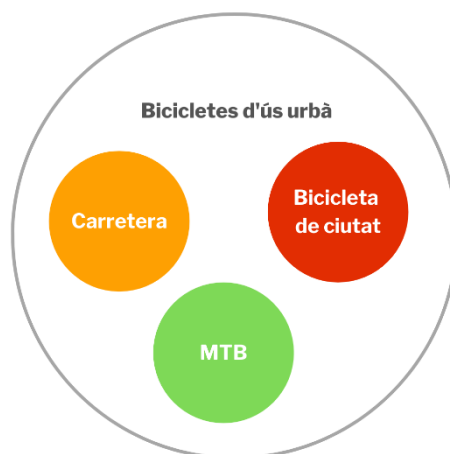 Bicicletes d'ús urbà
Carretera
Bicicleta
de ciutat
MTB